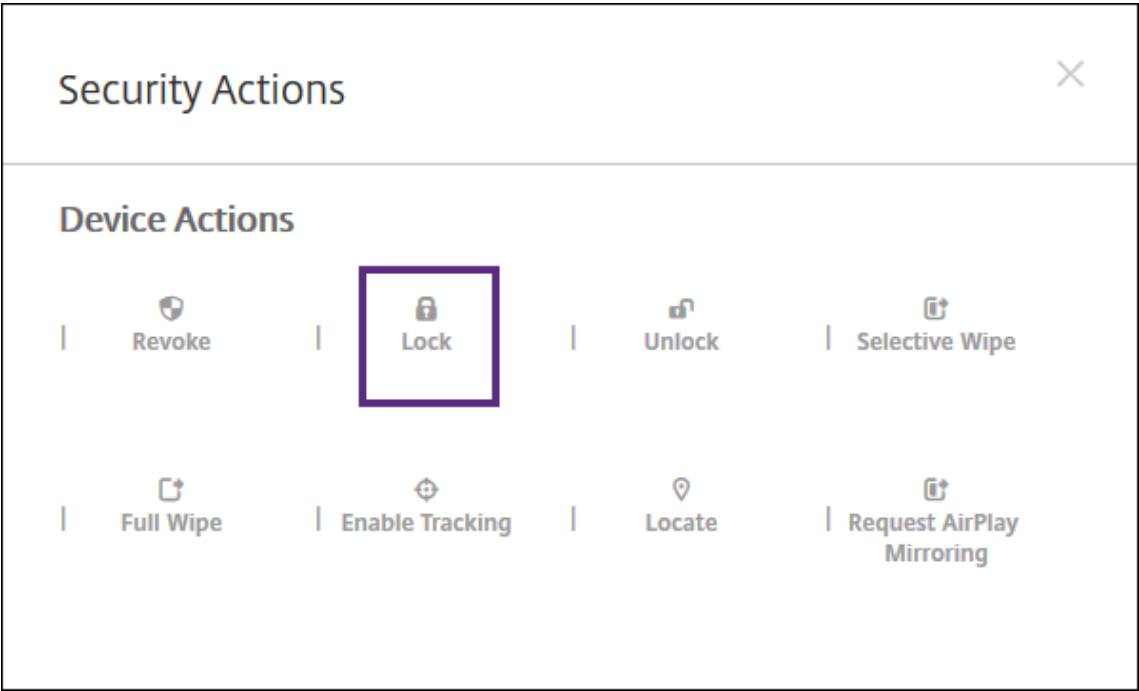 Security Actions
Device Actions
Revoke
Lock
Unlock
Selective Wipe
Full Wipe
Enable Tracking
Locate
Request AirPlay
Mirroring